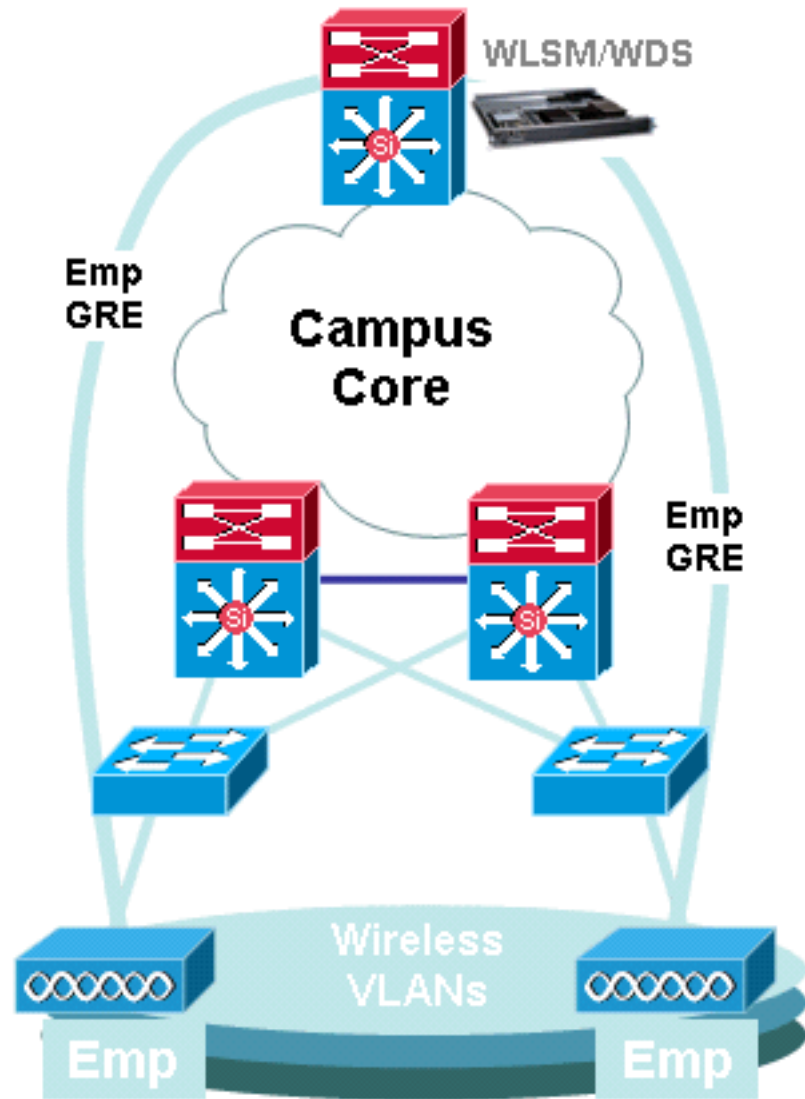 WLSM/WDS
Si
Emp
GRE
Campus
Core
Emp
GRE
Si
Si
Wireless
VLANs
Emp
Emp